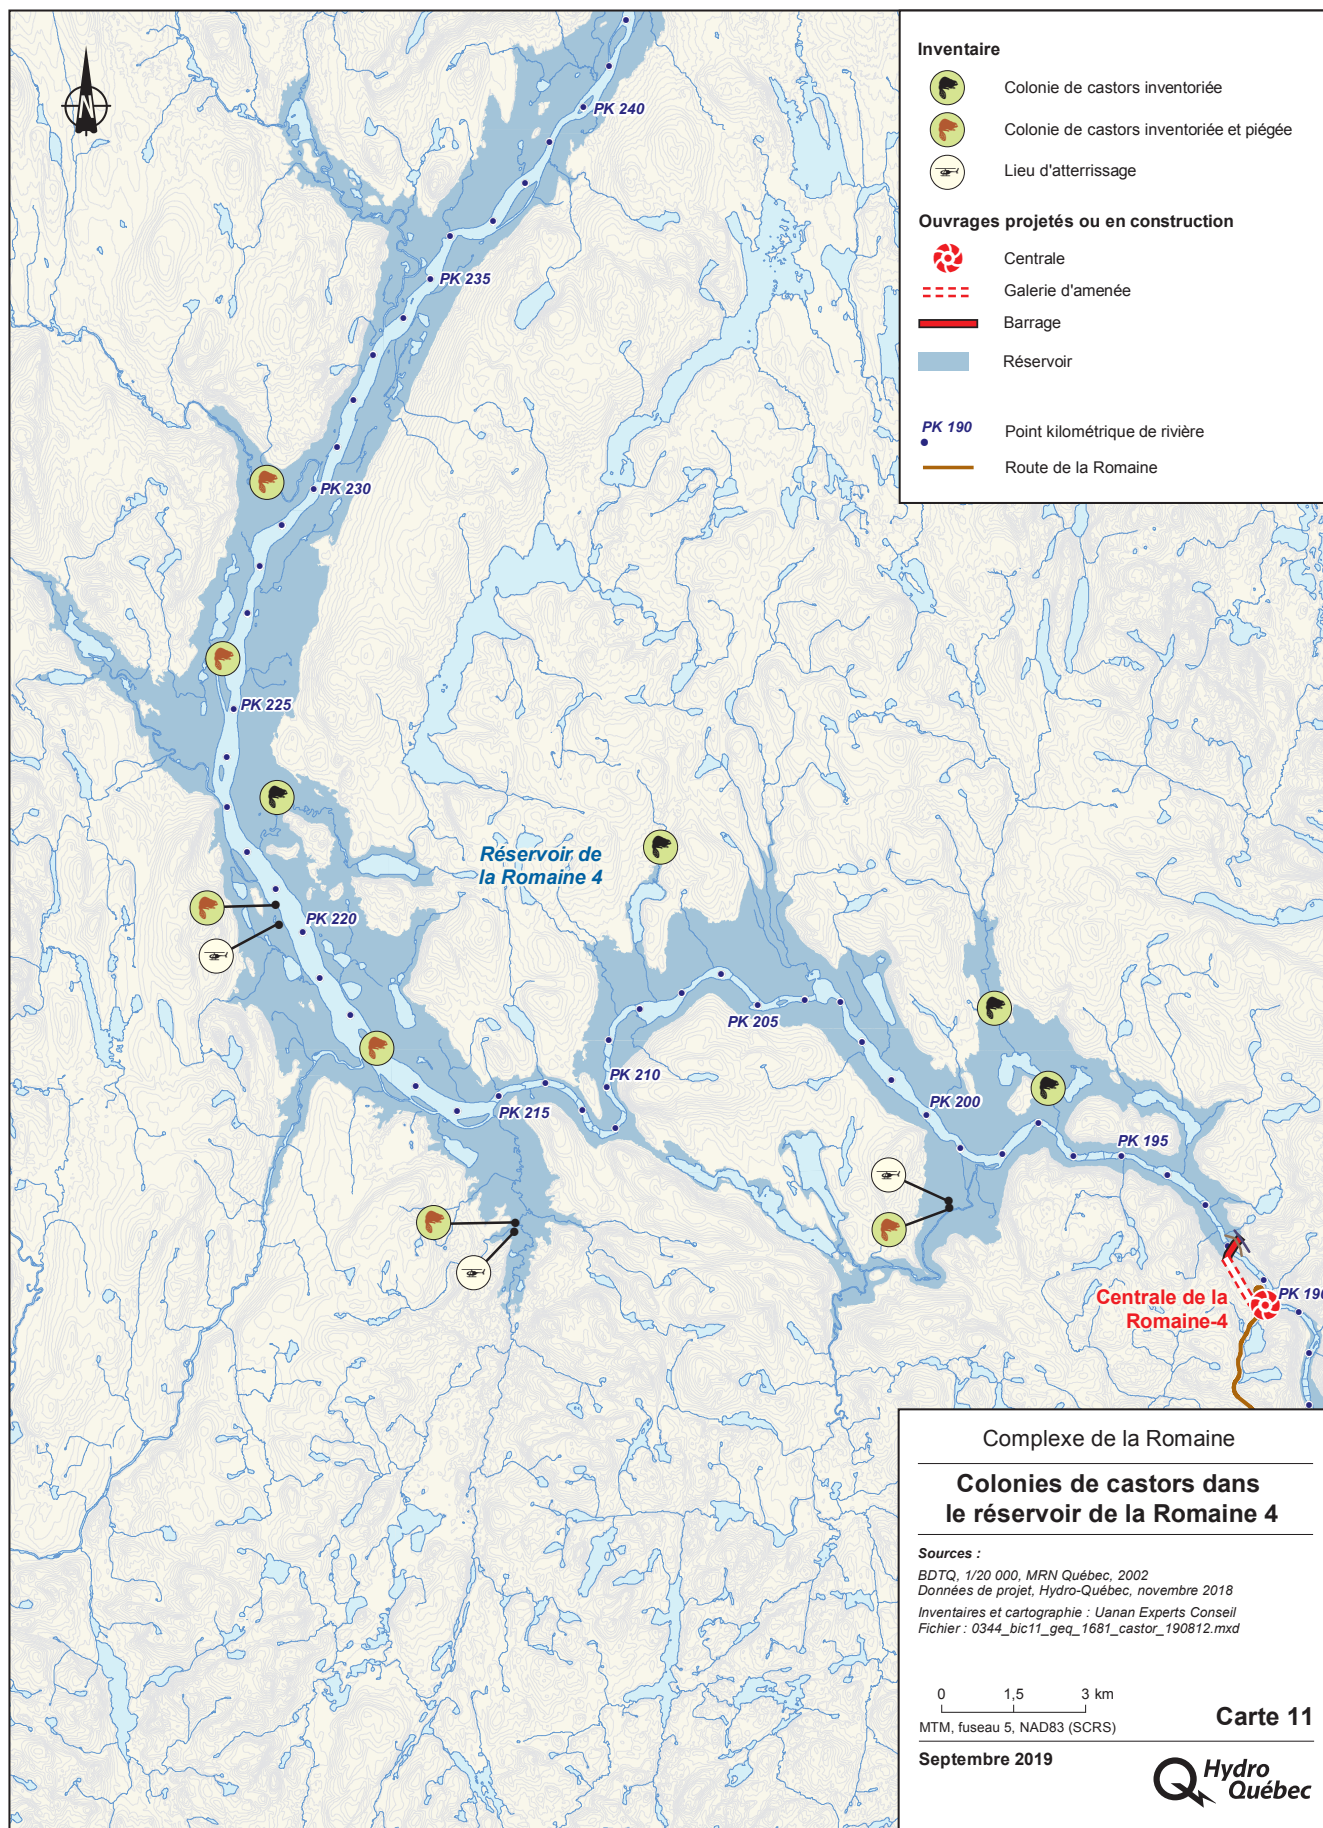 N
Inventaire
Colonie de castors inventoriée
Colonie de castors inventoriée et piégée
Lieu d'atterrissage
Ouvrages projetés ou en construction
Centrale
Galerie d'amenée
Barrage
Réservoir
PK 190
Point kilométrique de rivière
Route de la Romaine
PK 240
PK 235
PK 230
PK 225
Réservoir de
la Romaine 4
PK 220
PK 205
PK 210
PK 215
PK 200
PK 195
PK 190
Centrale de la
Romaine-4
Complexe de la Romaine
Colonies de castors dans
le réservoir de la Romaine 4
Sources :
BDTQ, 1/20 000, MRN Québec, 2002
Données de projet, Hydro-Québec, novembre 2018
Inventaires et cartographie : Uanan Experts Conseil
Fichier : 0344_bic11_geq_1681_castor_190812.mxd
0 1,5 3 km
MTM, fuseau 5, NAD83 (SCRS)
Carte 11
Septembre 2019
Hydro
Québec